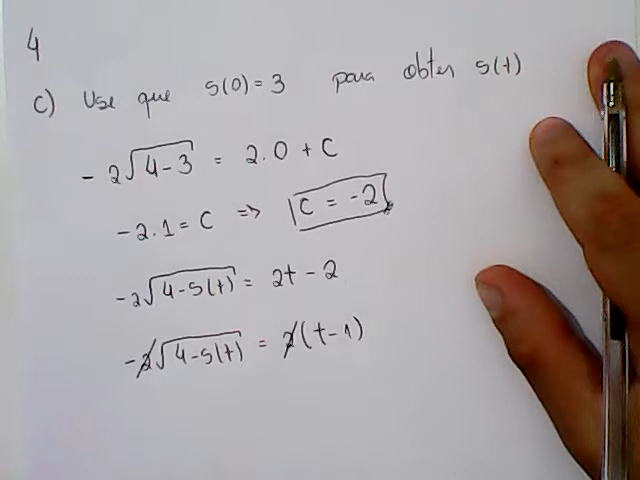 4
c) Use que s(0) = 3 para obter s(t)
-2√(4-3) = 2.0 + C
-2.1 = C => C = -2
-2√(4-s(t)) = 2t - 2
-2√(4-s(t)) = 2(t-1)